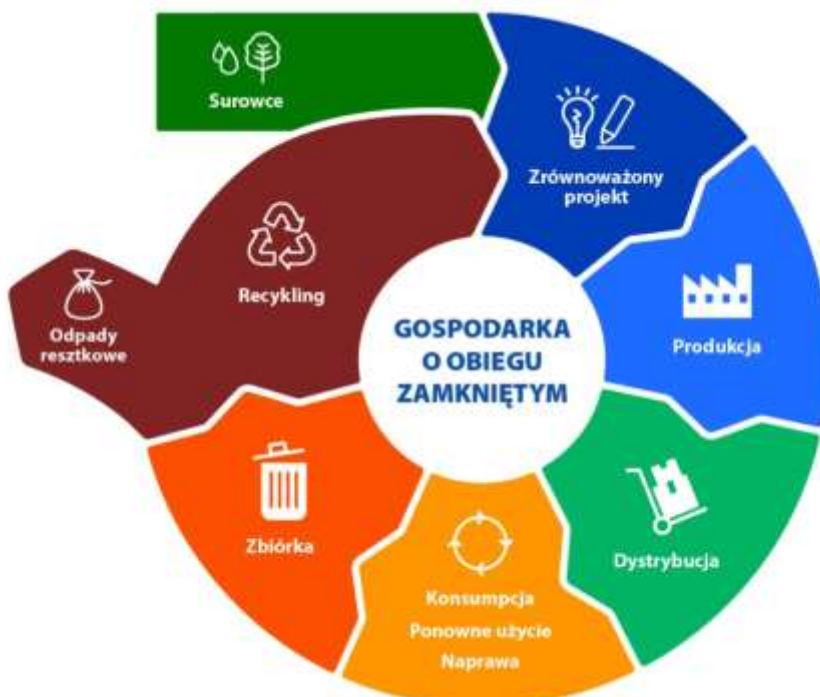 Surowce
Zrównoważony
projekt
Produkcja
Dystrybucja
Konsumpcja
Ponowne użycie
Naprawa
Zbiórka
Recykling
Odpady
resztkowe
GOSPODARKA
O OBIEGU
ZAMKNIĘTYM